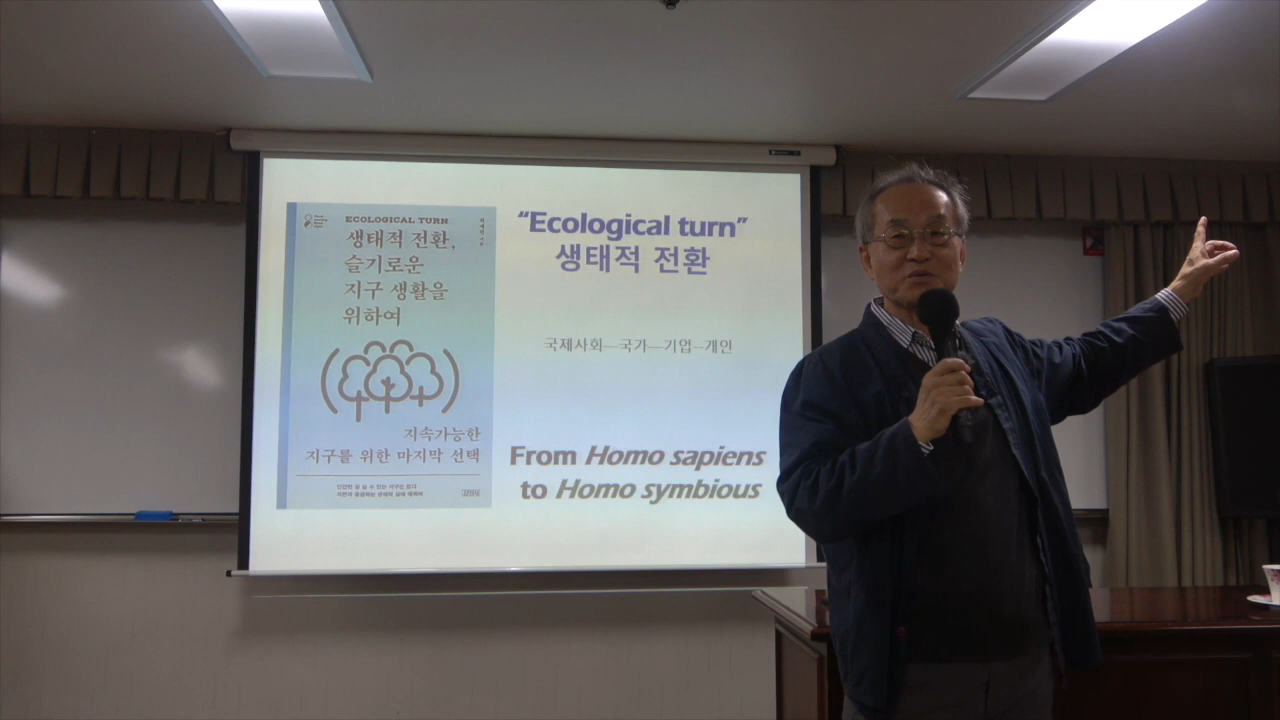 ECOLOGICAL TURN
생태적 전환,
슬기로운
지구 생활을
위하여
지속가능한
지구를 위한 마지막 선택
“Ecological turn”
생태적 전환
국제사회—국가—기업—개인
From Homo sapiens
to Homo symbious